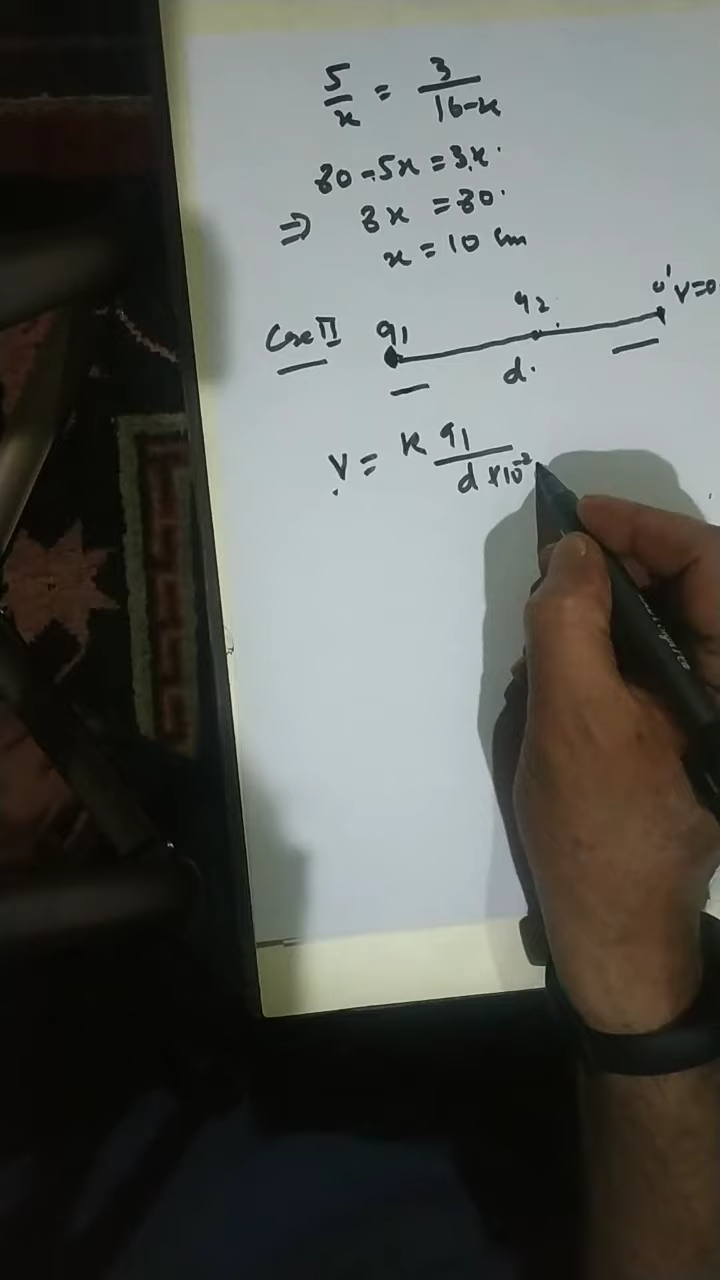 5/x = 3/16-x
80 - 5x = 3x.
⇒ 8x = 80.
x = 10 cm
Case II q1 q2 o' V=0
d.
V = K q1/d×10⁻²